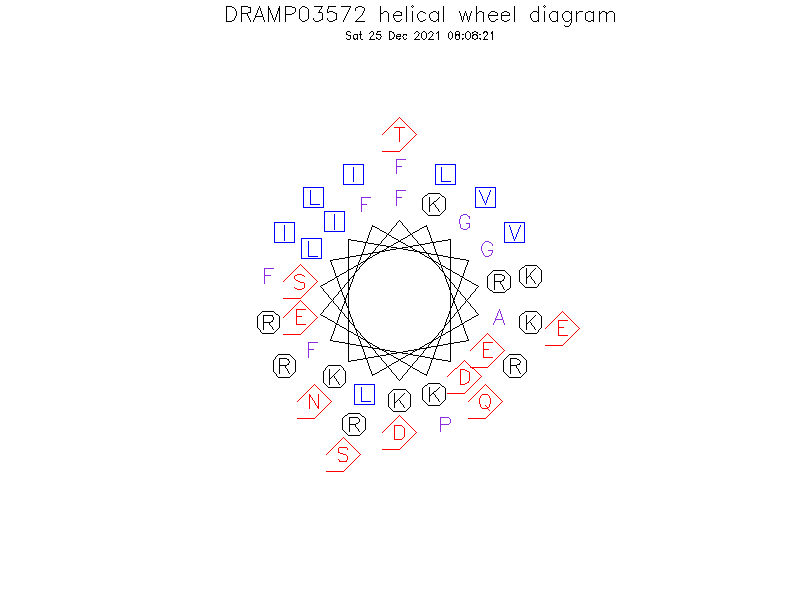 DRAMP03572 helical wheel diagram
Sat 25 Dec 2021 08:08:21
T
F
I L
L F F K V
I I G V
L G
F S R K
R E A K E
R F E R
N K D Q
L K K
R D P
S